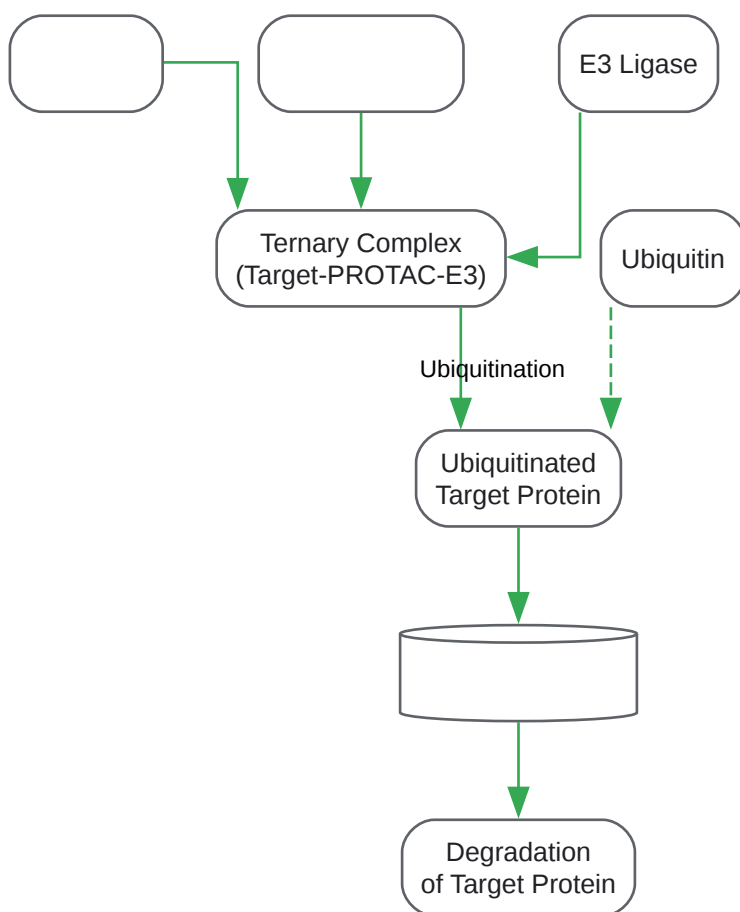 E3 Ligase
Ternary Complex
(Target-PROTAC-E3)
Ubiquitin
Ubiquitination
Ubiquitinated
Target Protein
Degradation
of Target Protein